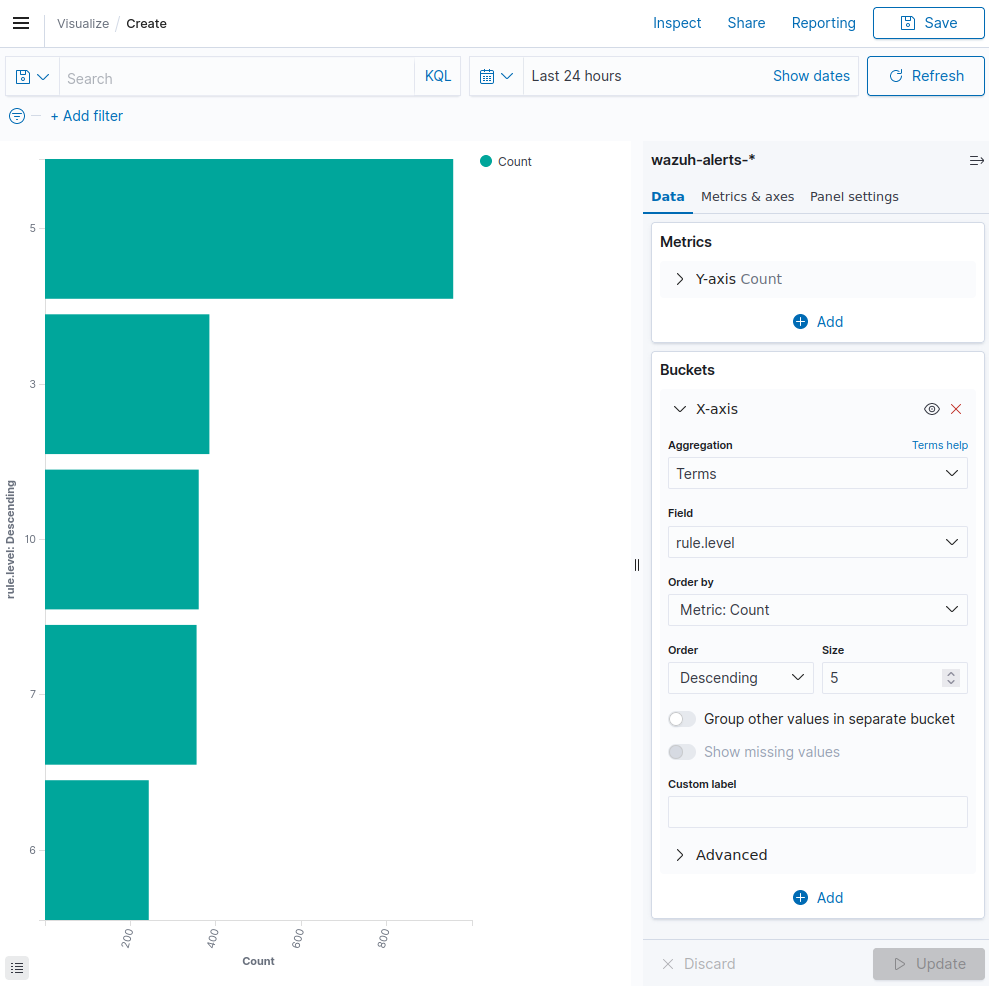 Visualize / Create
Inspect Share Reporting Save
Search KQL Last 24 hours Show dates Refresh
+ Add filter
Count
5
3
10
7
6
rule.level: Descending
200 400 600 800
Count
wazuh-alerts-*
Data Metrics & axes Panel settings
Metrics
Y-axis Count
Add
Buckets
X-axis
Aggregation Terms help
Terms
Field
rule.level
Order by
Metric: Count
Order Size
Descending 5
Group other values in separate bucket
Show missing values
Custom label
Advanced
Add
Discard Update